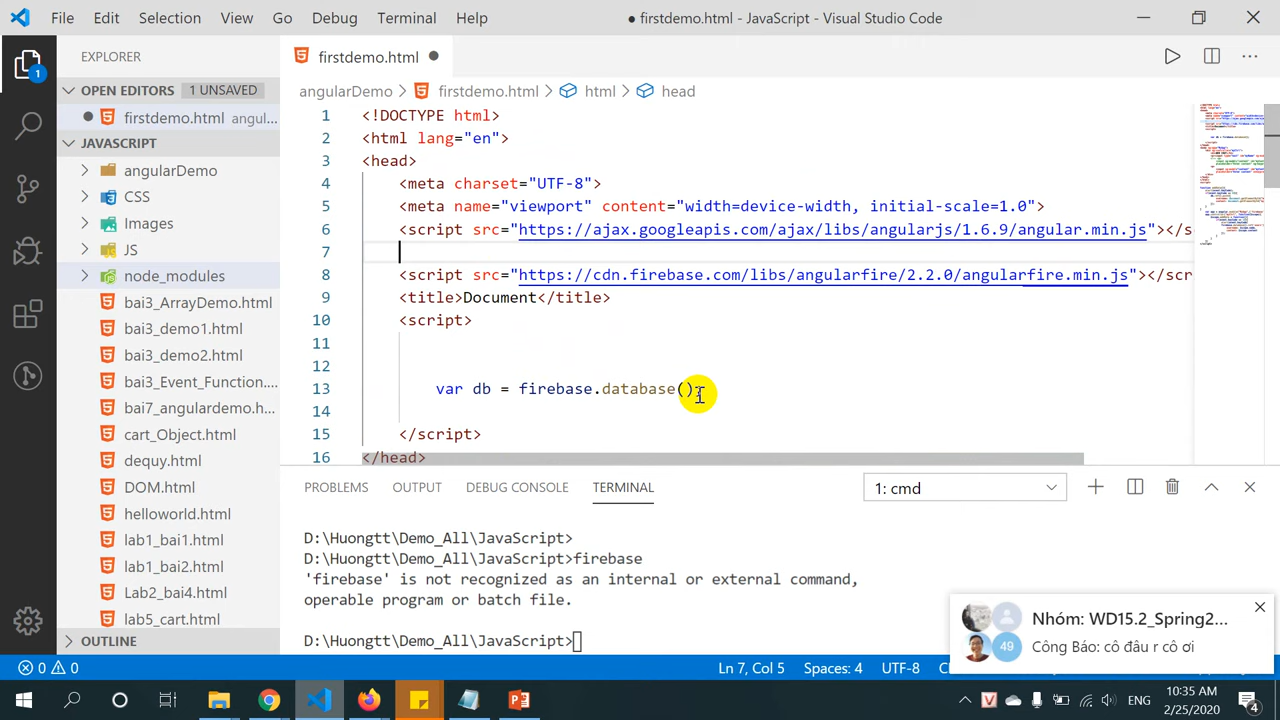 File Edit Selection View Go Debug Terminal Help
● firstdemo.html - JavaScript - Visual Studio Code
EXPLORER
firstdemo.html
OPEN EDITORS 1 UNSAVED
firstdemo.html angul...
JAVASCRIPT
angularDemo
CSS
Images
JS
node_modules
bai3_ArrayDemo.html
bai3_demo1.html
bai3_demo2.html
bai3_Event_Function....
bai7_angulardemo.h...
cart_Object.html
dequy.html
DOM.html
helloworld.html
lab1_bai1.html
lab1_bai2.html
Lab2_bai4.html
lab5_cart.html
OUTLINE
1
angularDemo > firstdemo.html > html > head
1 <!DOCTYPE html>
2 <html lang="en">
3 <head>
4 <meta charset="UTF-8">
5 <meta name="viewport" content="width=device-width, initial-scale=1.0">
6 <script src="https://ajax.googleapis.com/ajax/libs/angularjs/1.6.9/angular.min.js"></s
7
8 <script src="https://cdn.firebase.com/libs/angularfire/2.2.0/angularfire.min.js"></scr
9 <title>Document</title>
10 <script>
11
12
13 var db = firebase.database();
14
15 </script>
16 </head>
PROBLEMS OUTPUT DEBUG CONSOLE TERMINAL
1: cmd
D:\Huongtt\Demo_All\JavaScript>
D:\Huongtt\Demo_All\JavaScript>firebase
'firebase' is not recognized as an internal or external command,
operable program or batch file.
D:\Huongtt\Demo_All\JavaScript>
Nhóm: WD15.2_Spring2...
49
Công Báo: cô đâu r cô ơi
0 0
Ln 7, Col 5 Spaces: 4 UTF-8
ENG
10:35 AM
2/25/2020
4